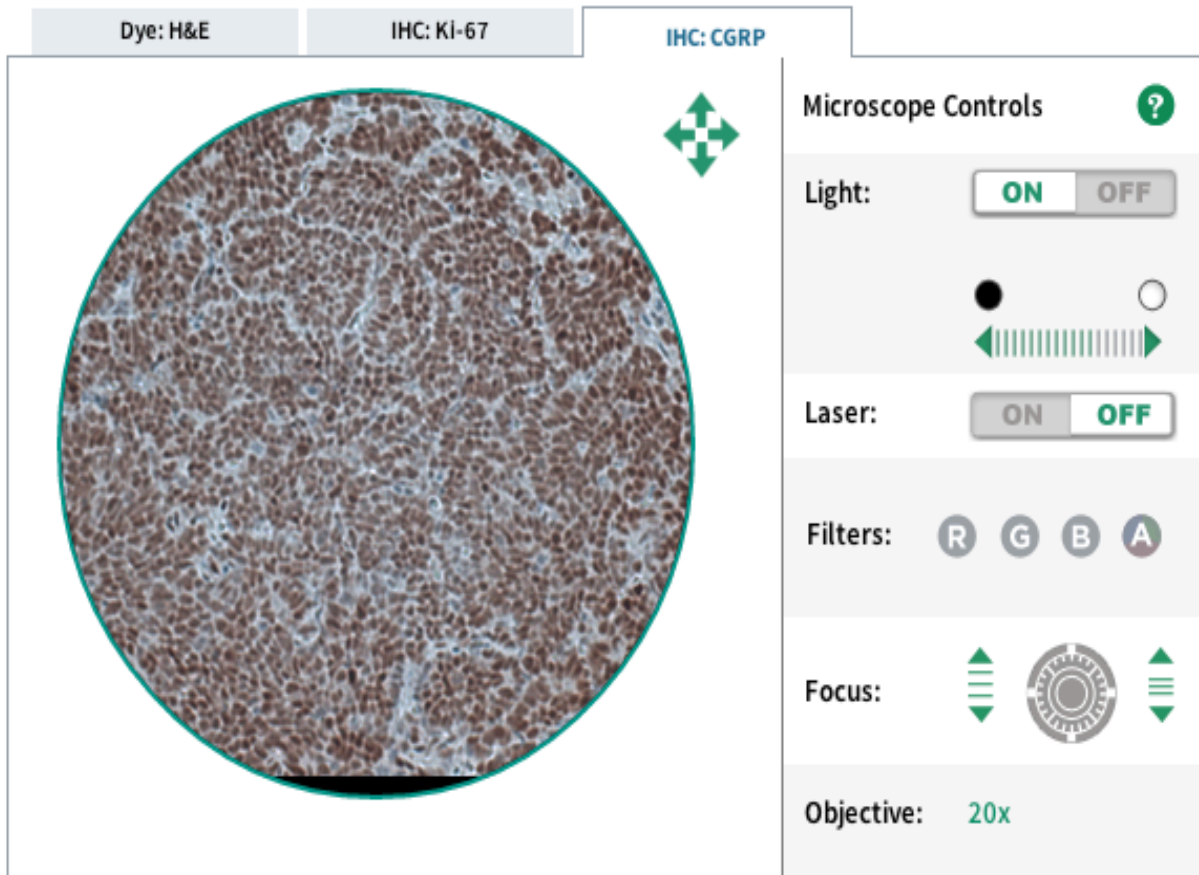 Dye: H&E
IHC: Ki-67
IHC: CGRP
Microscope Controls ?
Light: ON OFF
Laser: ON OFF
Filters: R G B A
Focus:
Objective: 20x